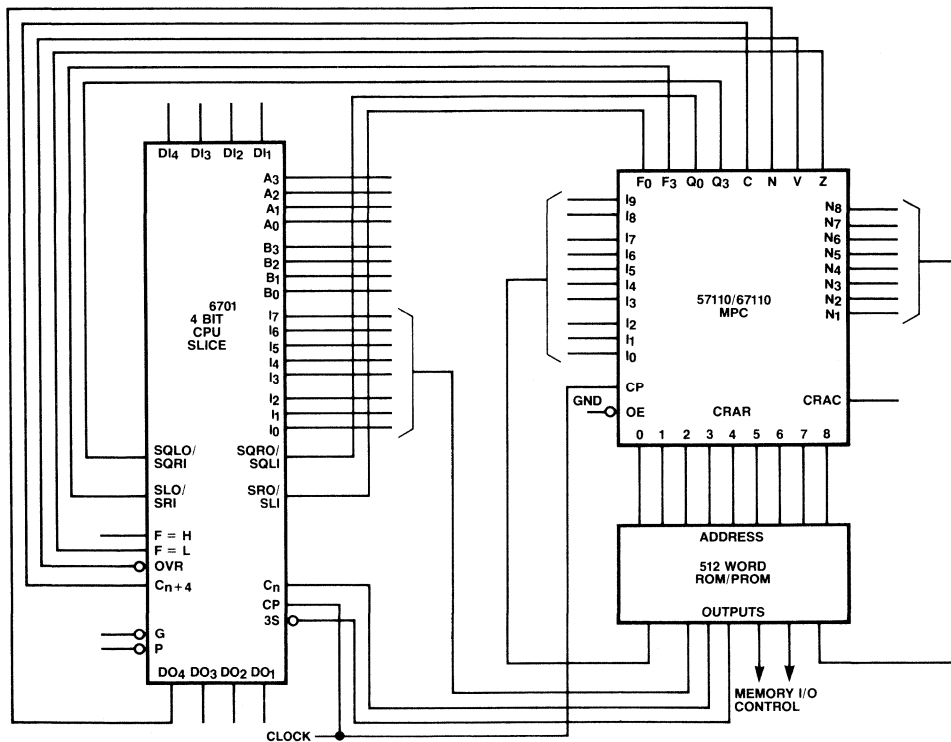 DI4 DI3 DI2 DI1
A3
A2
A1
A0
B3
B2
B1
B0
6701
4 BIT
CPU
SLICE
I7
I6
I5
I4
I3
I2
I1
I0
SQLO/
SQRI
SQRO/
SQLI
SLO/
SRI
SRO/
SLI
F = H
F = L
OVR
Cn+4
Cn
CP
3S
G
P
DO4 DO3 DO2 DO1
CLOCK
F0 F3 Q0 Q3 C N V Z
I9
I8
I7
I6
I5
I4
I3
I2
I1
I0
N8
N7
N6
N5
N4
N3
N2
N1
57110/67110
MPC
CP
GND
OE
CRAR
CRAC
0 1 2 3 4 5 6 7 8
ADDRESS
512 WORD
ROM/PROM
OUTPUTS
MEMORY I/O
CONTROL